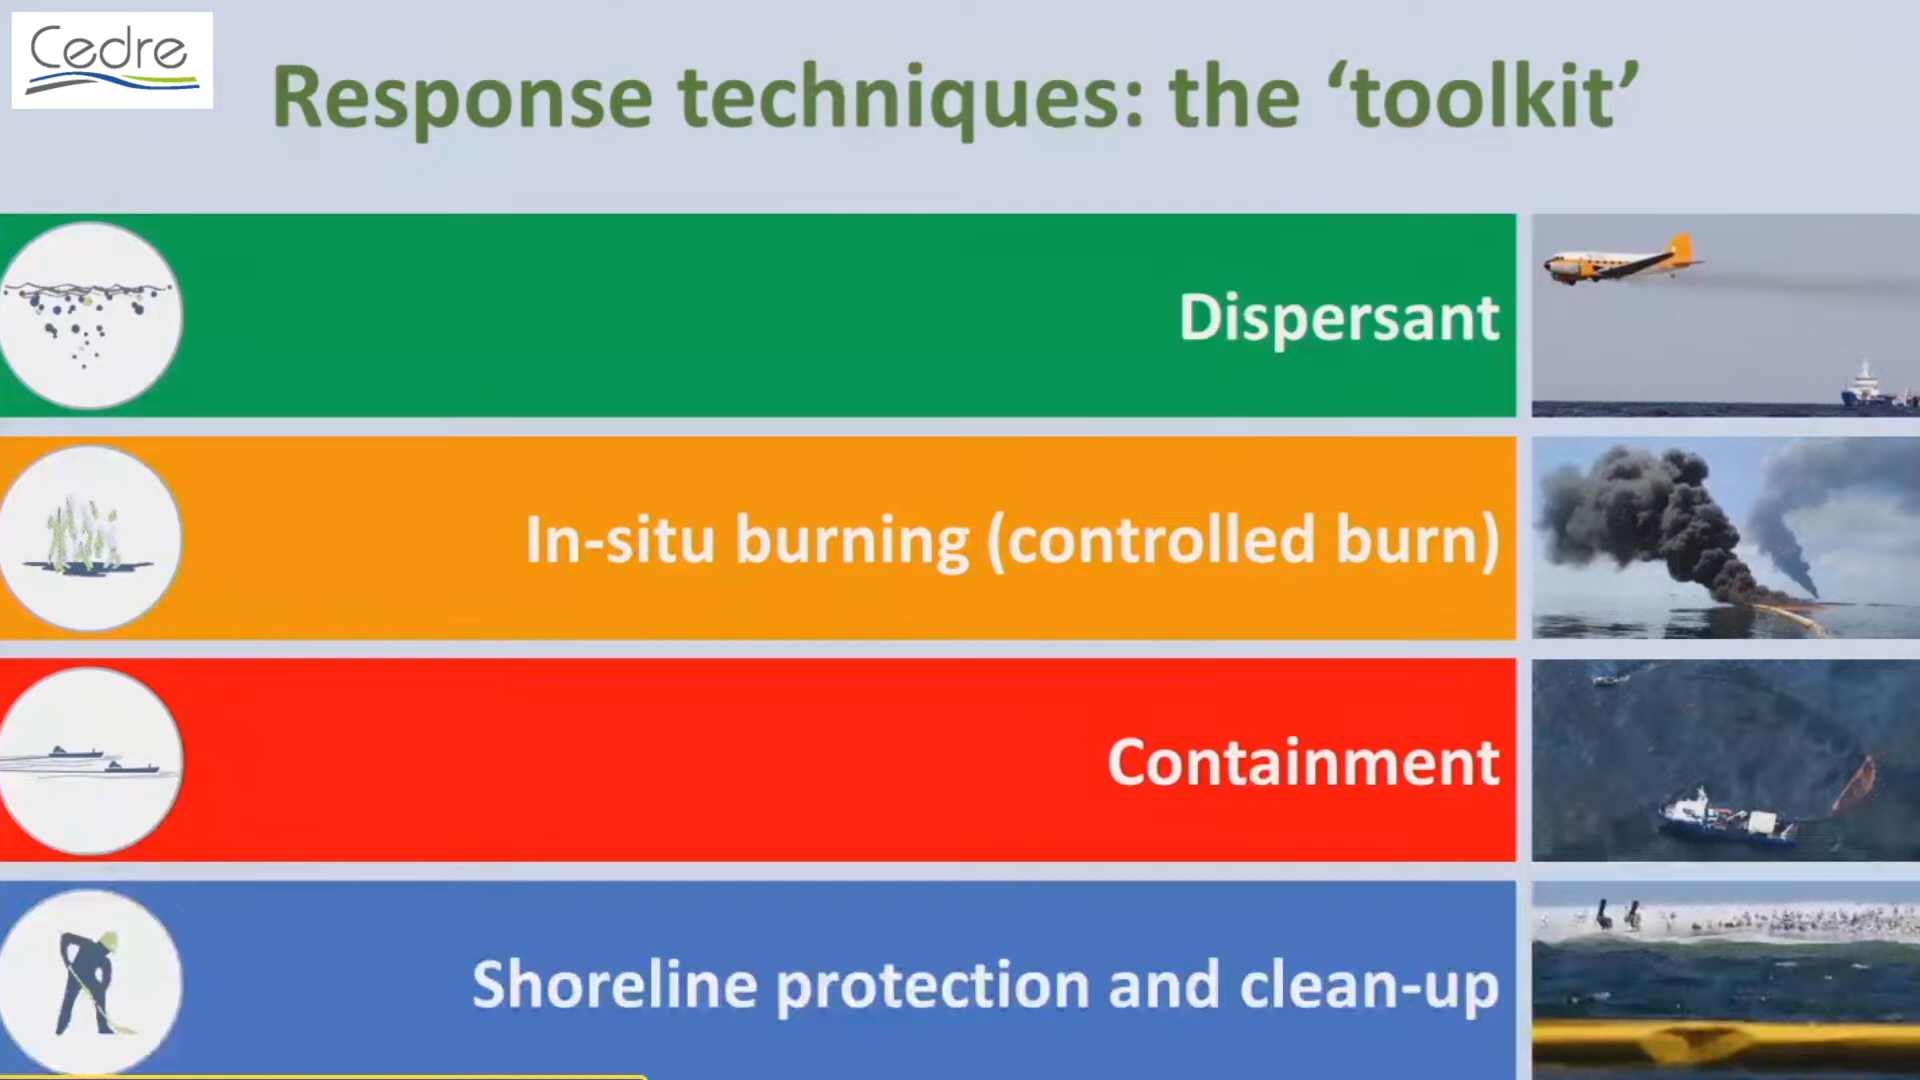 Cedre
Response techniques: the ‘toolkit’
Dispersant
In-situ burning (controlled burn)
Containment
Shoreline protection and clean-up